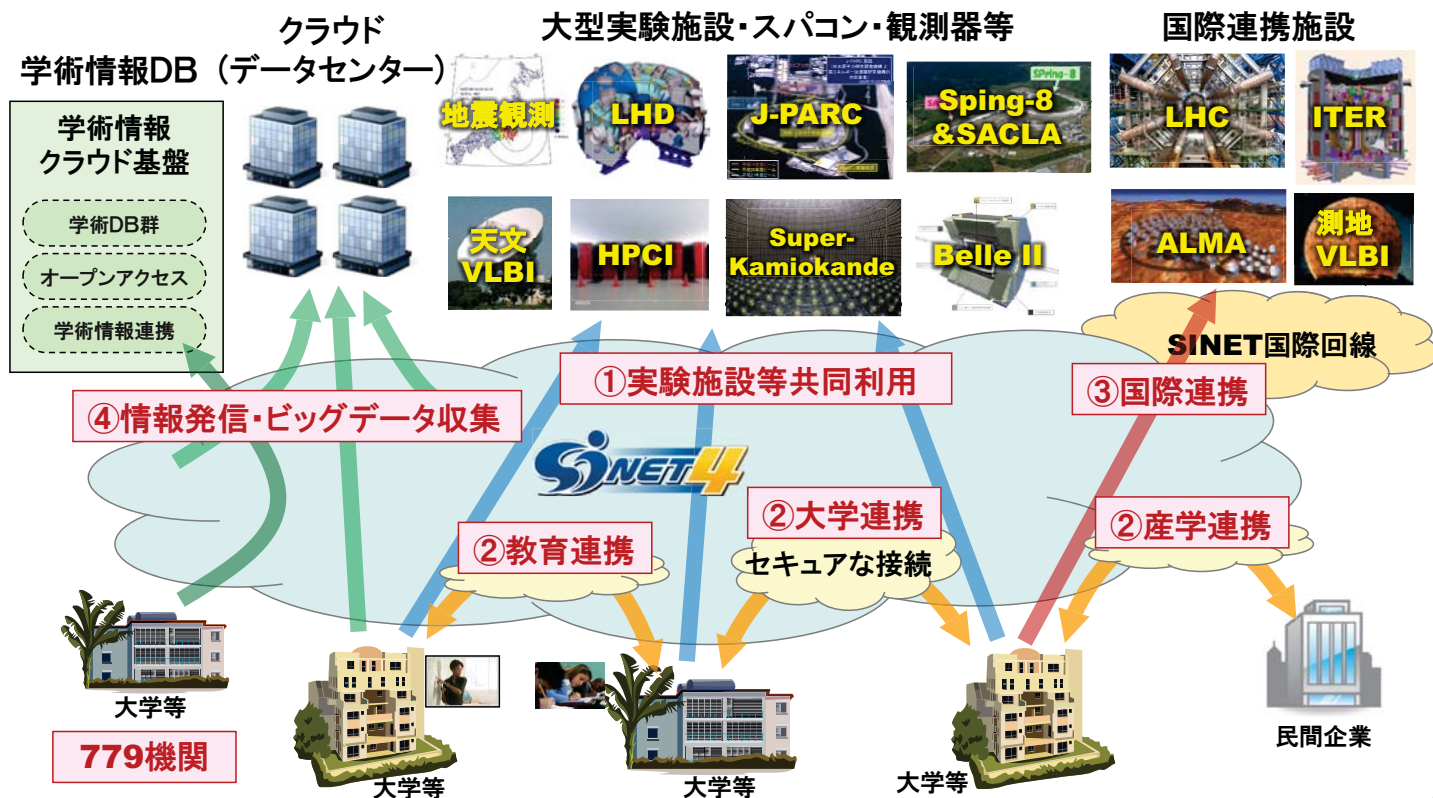 学術情報DB
クラウド
(データセンター)
大型実験施設・スパコン・観測器等
国際連携施設
学術情報
クラウド基盤
学術DB群
オープンアクセス
学術情報連携
地震観測
LHD
J-PARC
SPring-8
Sping-8
&SACLA
LHC
ITER
天文
VLBI
HPCI
Super-
Kamiokande
Belle II
ALMA
測地
VLBI
SINET国際回線
①実験施設等共同利用
③国際連携
④情報発信・ビッグデータ収集
SINET4
②教育連携
②大学連携
セキュアな接続
②産学連携
大学等
779機関
大学等
大学等
大学等
民間企業